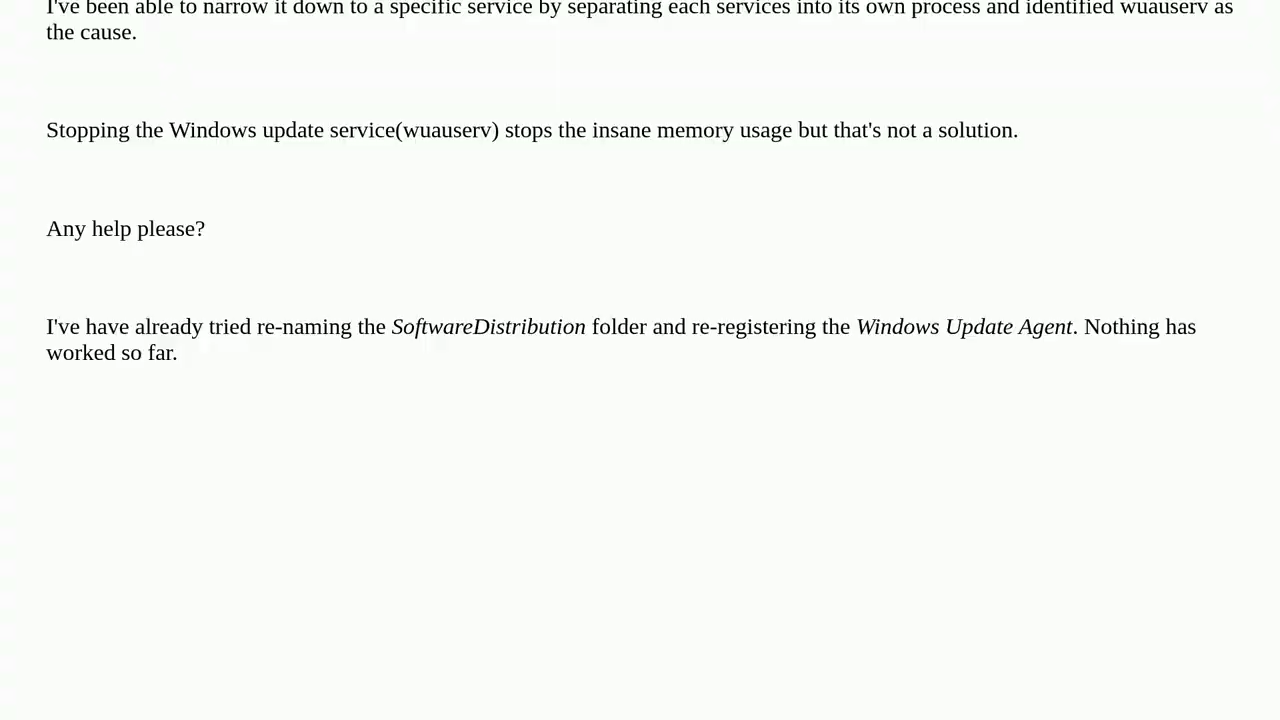 I've been able to narrow it down to a specific service by separating each services into its own process and identified wuauserv as
the cause.
Stopping the Windows update service(wuauserv) stops the insane memory usage but that's not a solution.
Any help please?
I've have already tried re-naming the SoftwareDistribution folder and re-registering the Windows Update Agent. Nothing has
worked so far.